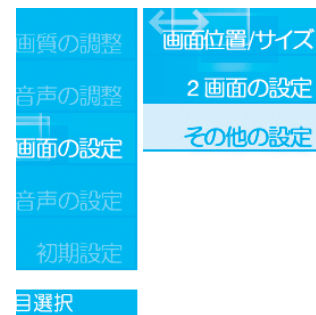 画質の調整
音声の調整
画面の設定
音声の設定
初期設定
画面位置/サイズ
2画面の設定
その他の設定
目選択